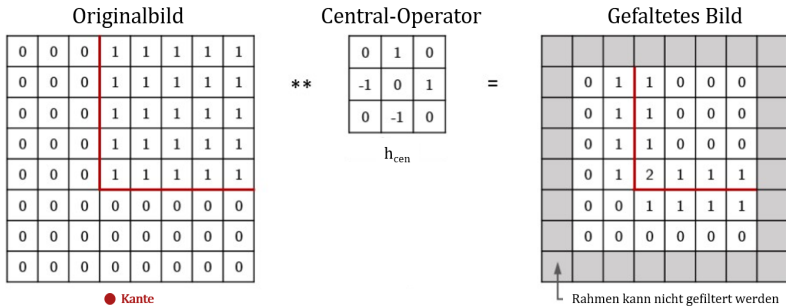 Originalbild Central-Operator Gefaltetes Bild
0 0 0 1 1 1 1 1
0 0 0 1 1 1 1 1
0 0 0 1 1 1 1 1
0 0 0 1 1 1 1 1
0 0 0 1 1 1 1 1
0 0 0 0 0 0 0 0
0 0 0 0 0 0 0 0
0 0 0 0 0 0 0 0
Kante
**
0 1 0
-1 0 1
0 -1 0
hcen
=
0 1 1 0 0 0
0 1 1 0 0 0
0 1 1 0 0 0
0 1 2 1 1 1
0 0 1 1 1 1
0 0 0 0 0 0
Rahmen kann nicht gefiltert werden